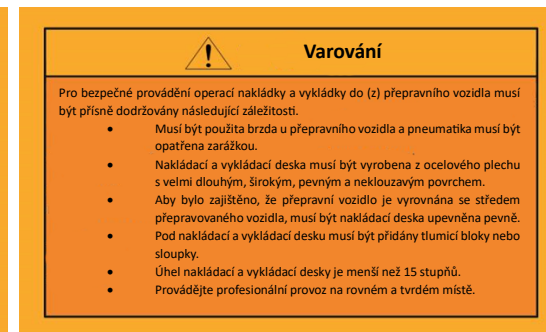 Varování
Pro bezpečné provádění operací nakládky a vykládky do (z) přepravního vozidla musí
být přísně dodržovány následující záležitosti.
• Musí být použita brzda u přepravního vozidla a pneumatika musí být
opatřena zarážkou.
• Nakládací a vykládací deska musí být vyrobena z ocelového plechu
s velmi dlouhým, širokým, pevným a neklouzavým povrchem.
• Aby bylo zajištěno, že přepravní vozidlo je vyrovnána se středem
přepravovaného vozidla, musí být nakládací deska upevněna pevně.
• Pod nakládací a vykládací desku musí být přidány tlumicí bloky nebo
sloupky.
• Úhel nakládací a vykládací desky je menší než 15 stupňů.
• Provádějte profesionální provoz na rovném a tvrdém místě.